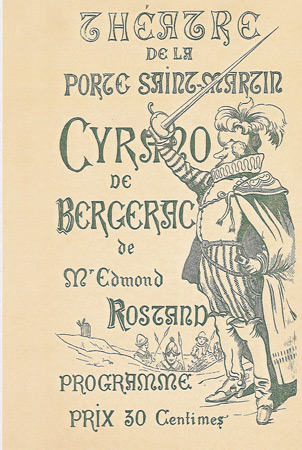 THÉATRE
DE LA
PORTE SAINT-MARTIN
CYRANO
DE
BERGERAC
de
Mr Edmond
ROSTAND
PROGRAMME
PRIX 30 Centimes